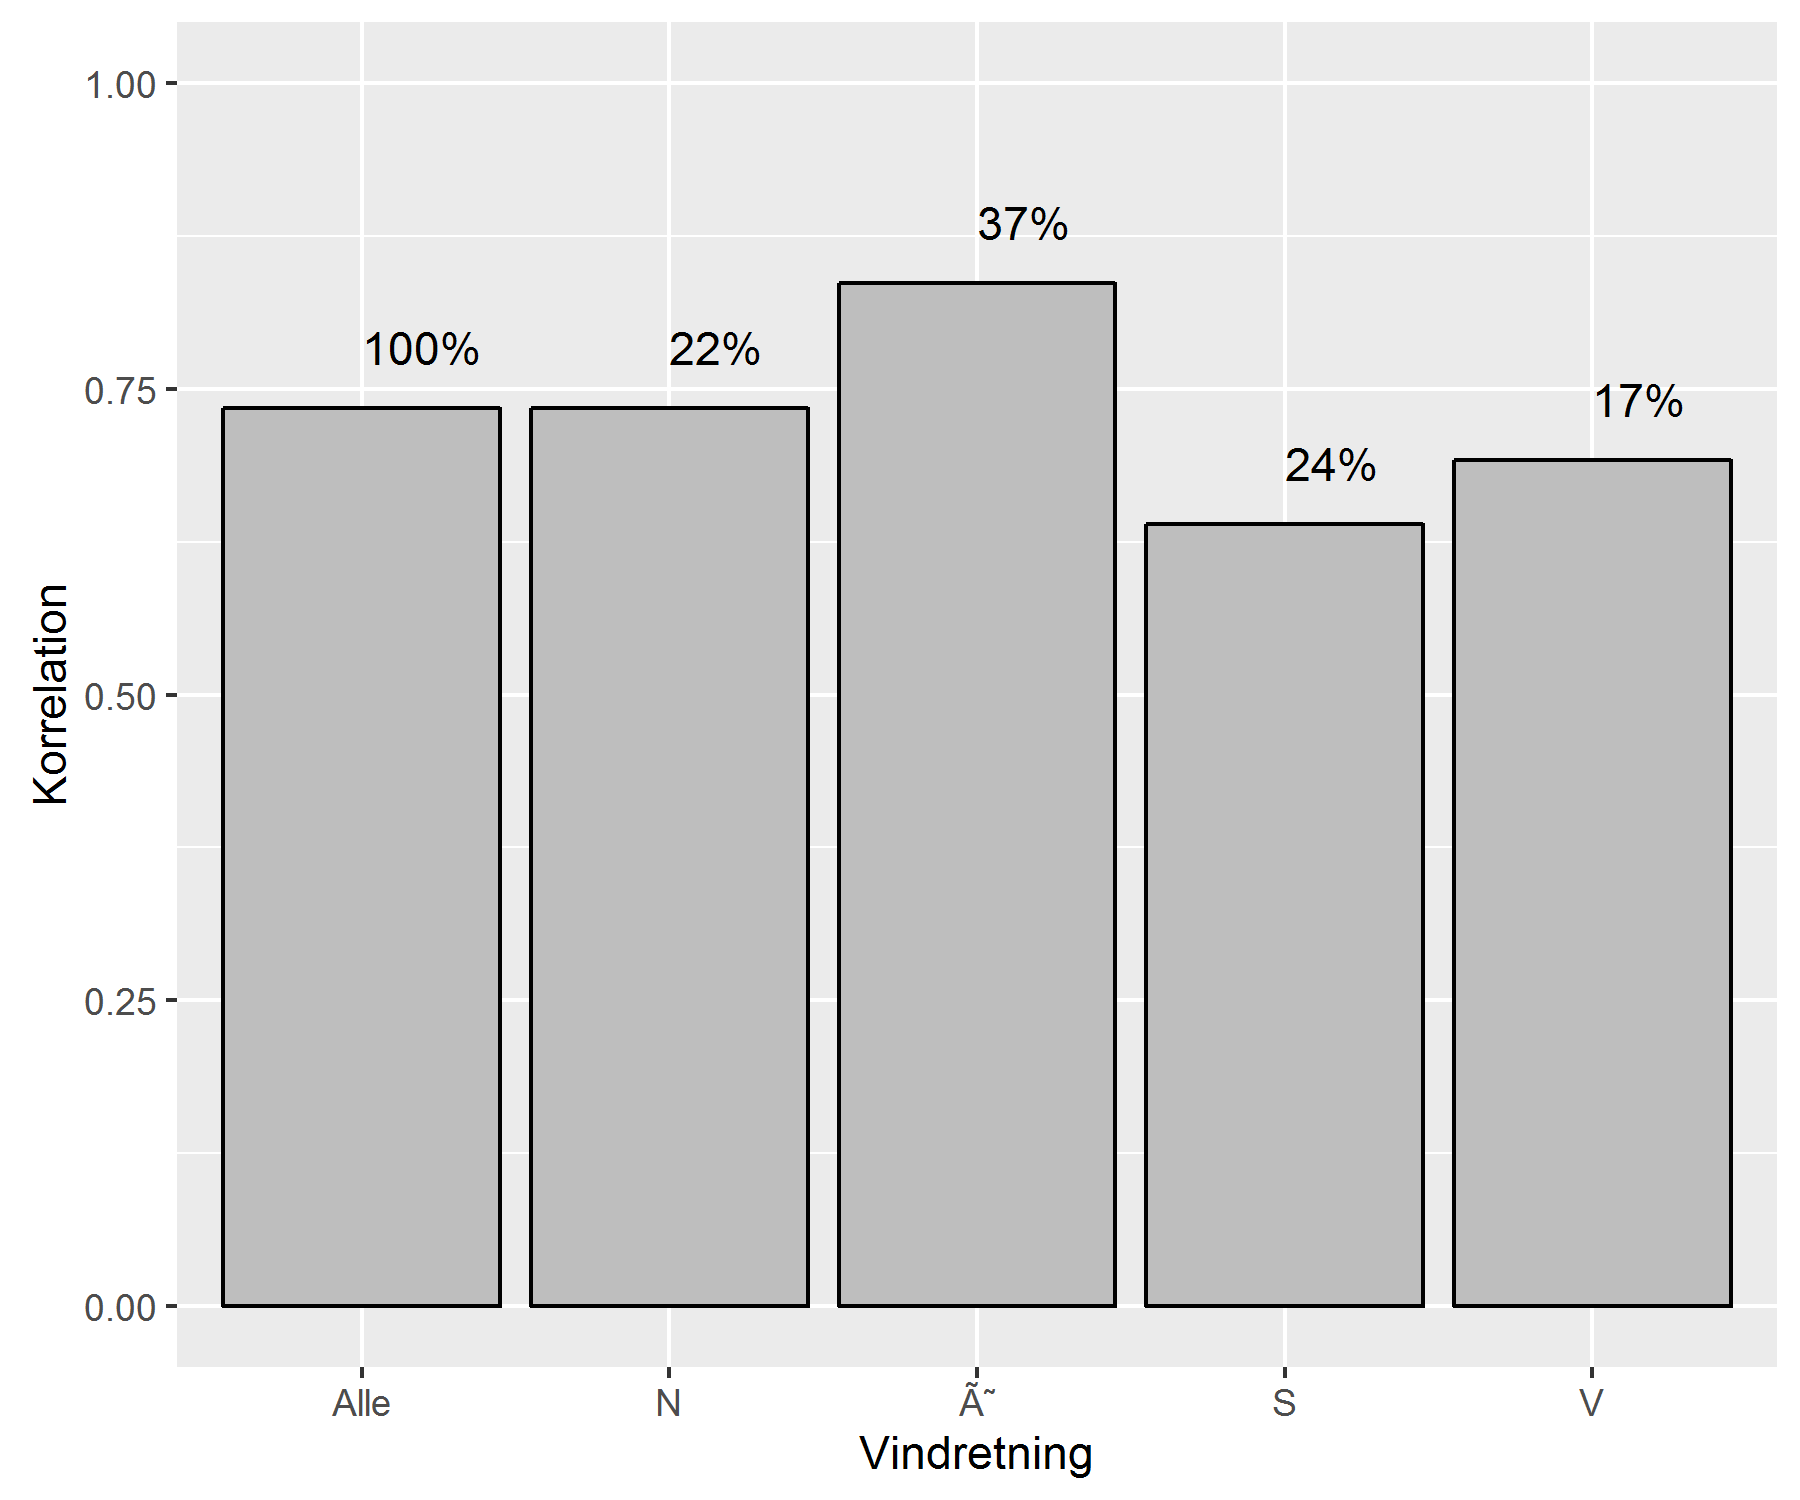 1.00
0.75
0.50
0.25
0.00
Korrelation
100%
22%
37%
24%
17%
Alle
N
Ã˜
S
V
Vindretning